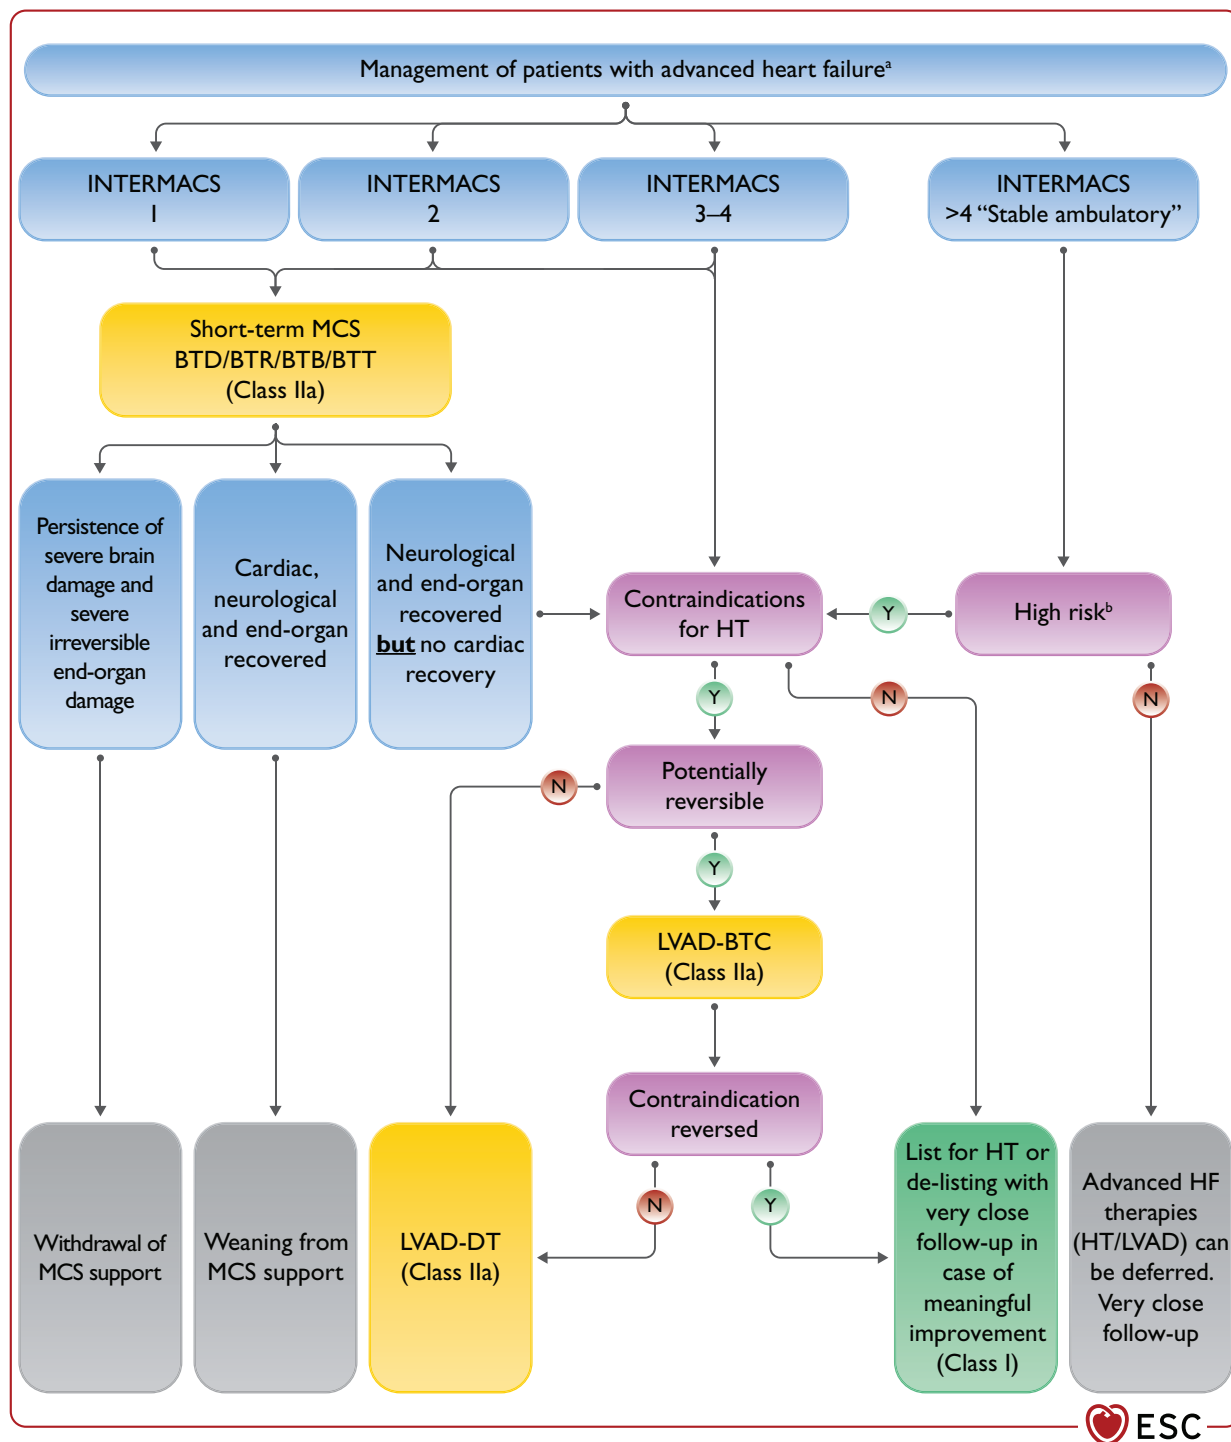 Management of patients with advanced heart failureᵃ
INTERMACS
1
INTERMACS
2
INTERMACS
3–4
INTERMACS
>4 “Stable ambulatory”
Short-term MCS
BTD/BTR/BTB/BTT
(Class IIa)
Persistence of
severe brain
damage and
severe
irreversible
end-organ
damage
Cardiac,
neurological
and end-organ
recovered
Neurological
and end-organ
recovered
but no cardiac
recovery
Contraindications
for HT
Y
High riskᵇ
Y
N
N
Potentially
reversible
N
Y
LVAD-BTC
(Class IIa)
Contraindication
reversed
N
Y
Withdrawal of
MCS support
Weaning from
MCS support
LVAD-DT
(Class IIa)
List for HT or
de-listing with
very close
follow-up in
case of
meaningful
improvement
(Class I)
Advanced HF
therapies
(HT/LVAD) can
be deferred.
Very close
follow-up
ESC